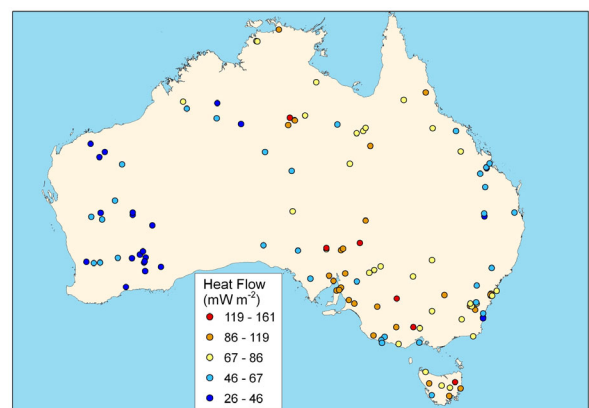 Heat Flow
(mW m⁻²)
119 - 161
86 - 119
67 - 86
46 - 67
26 - 46